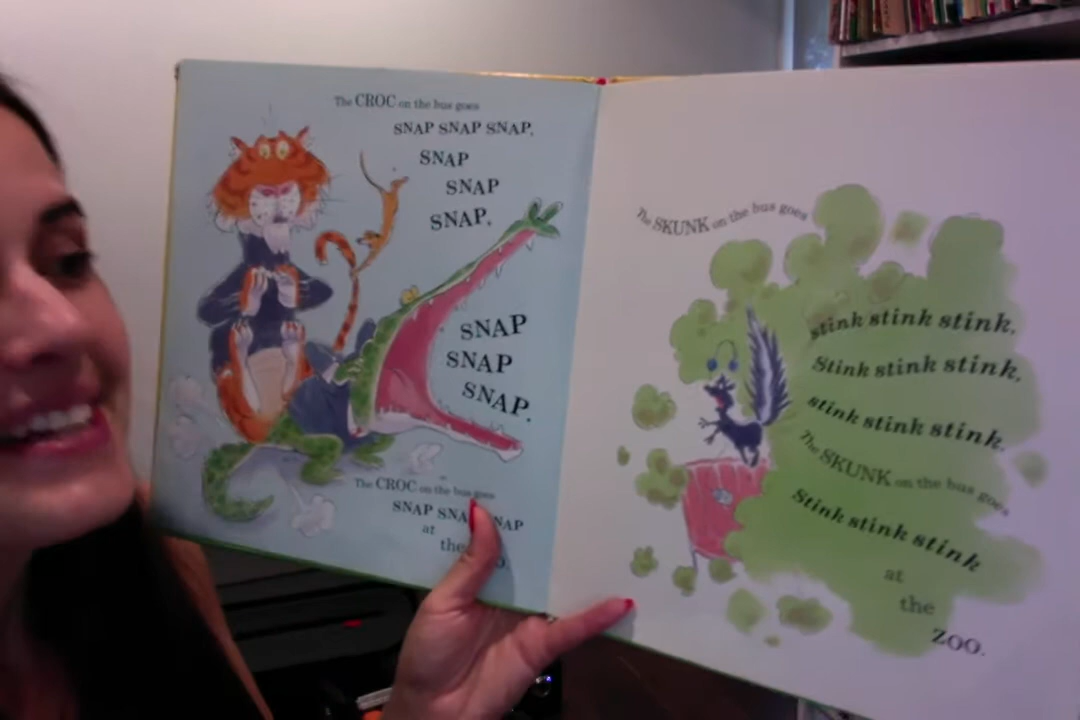 The CROC on the bus goes
SNAP SNAP SNAP,
SNAP
SNAP
SNAP,
SNAP
SNAP
SNAP.
The CROC on the bus goes
SNAP
at
the
The SKUNK on the bus goes
stink stink stink,
Stink stink stink,
stink stink stink.
The SKUNK on the bus goes
Stink stink stink
at
the
ZOO.